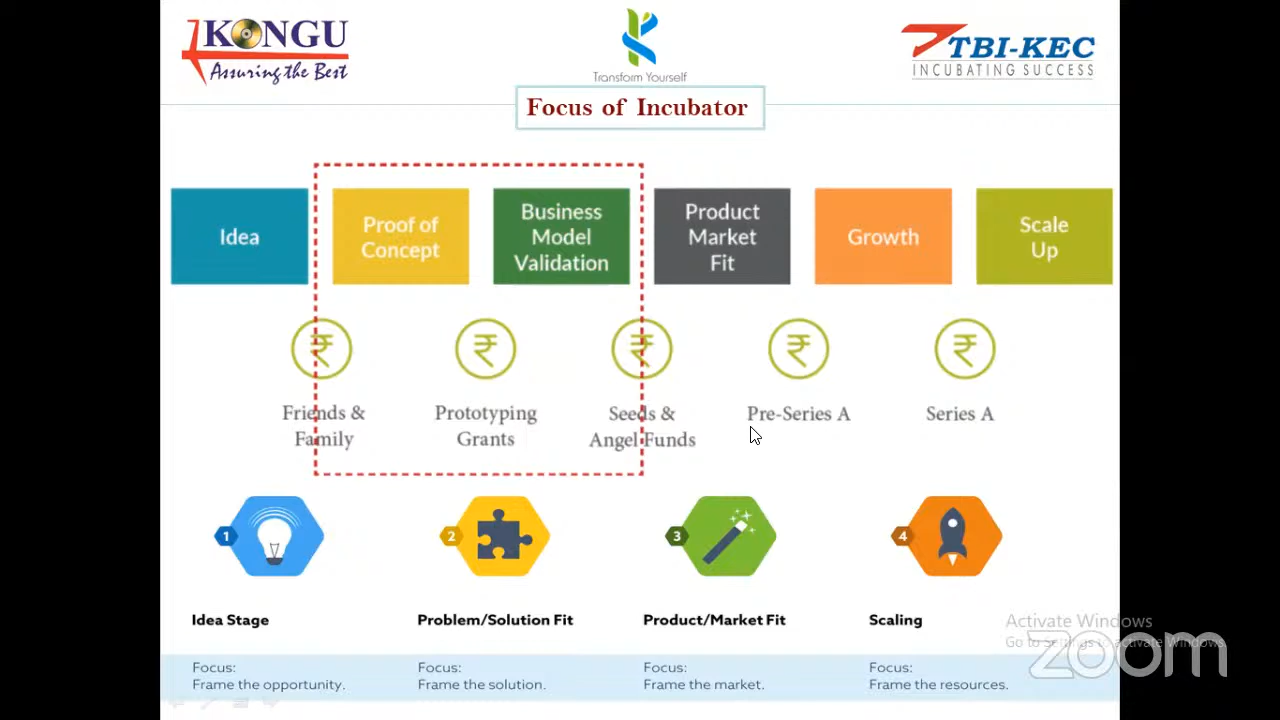 KONGU
Assuring the Best
Transform Yourself
TBI-KEC
INCUBATING SUCCESS
Focus of Incubator
Idea
Proof of
Concept
Business
Model
Validation
Product
Market
Fit
Growth
Scale
Up
₹ ₹ ₹ ₹ ₹
Friends &
Family
Prototyping
Grants
Seeds &
Angel Funds
Pre-Series A
Series A
1
2
3
4
Idea Stage
Problem/Solution Fit
Product/Market Fit
Scaling
Focus:
Frame the opportunity.
Focus:
Frame the solution.
Focus:
Frame the market.
Focus:
Frame the resources.
Activate Windows
Go to Settings to activate Windows.
zoom